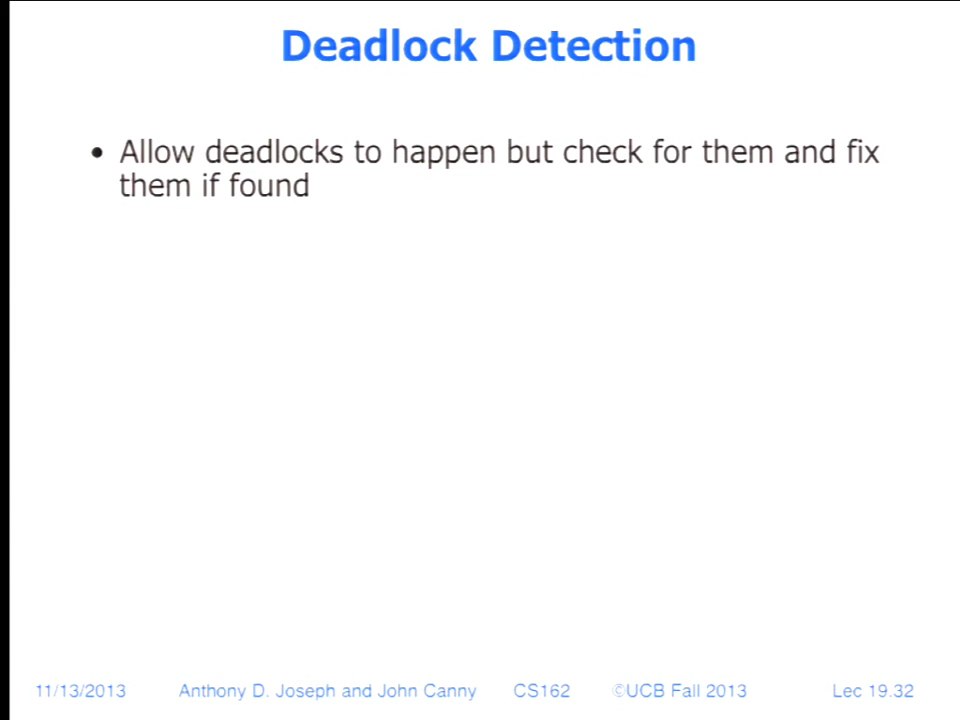 Deadlock Detection
• Allow deadlocks to happen but check for them and fix
them if found
11/13/2013 Anthony D. Joseph and John Canny CS162 ©UCB Fall 2013 Lec 19.32